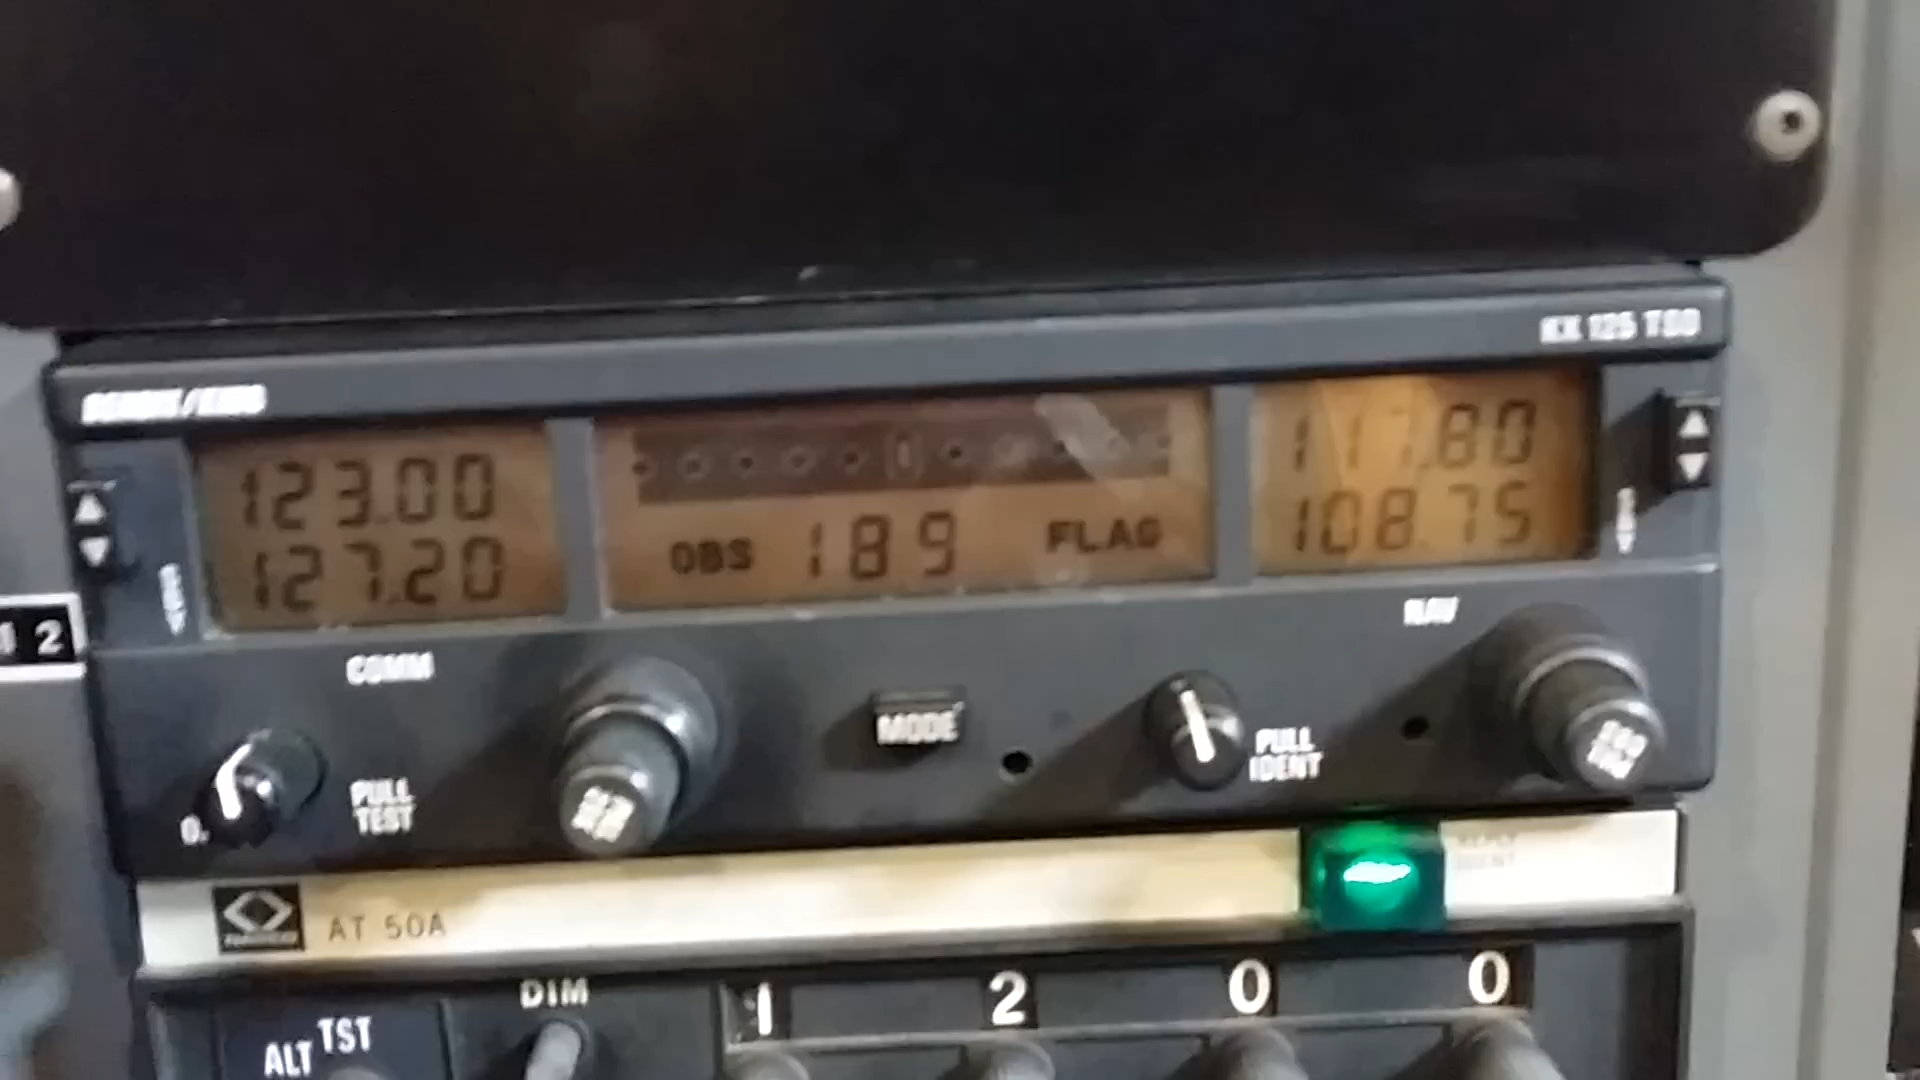 KX 125 TSO
BENDIX/KING
123.00
127.20
OBS 189 FLAG
117.80
108.75
2
COMM
NAV
MODE
PULL
TEST
PULL
IDENT
AT 50A
DIM
1 2 0 0
TST
ALT